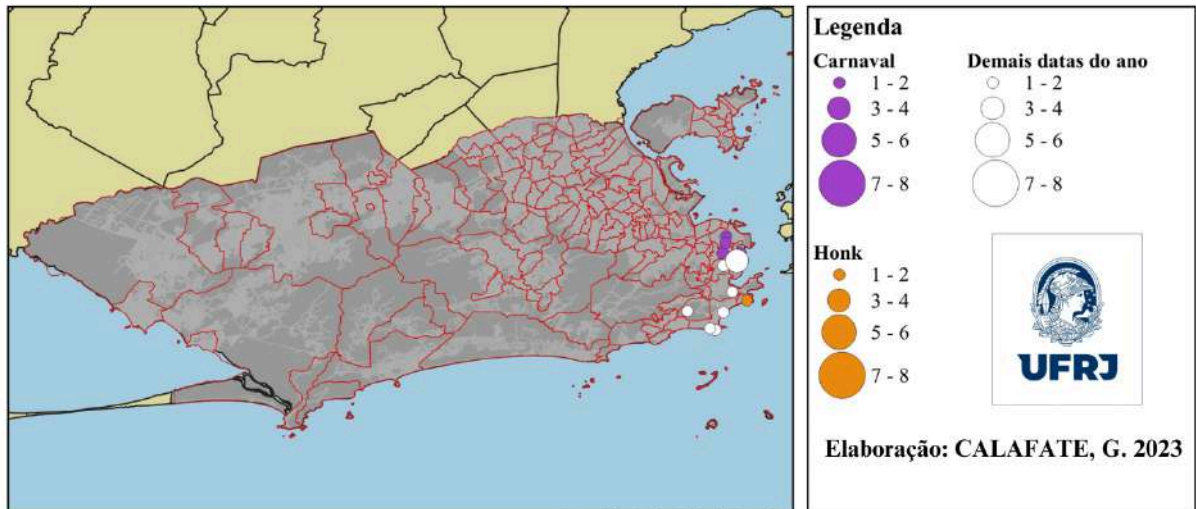 Legenda
Carnaval
1 - 2
3 - 4
5 - 6
7 - 8
Demais datas do ano
1 - 2
3 - 4
5 - 6
7 - 8
Honk
1 - 2
3 - 4
5 - 6
7 - 8
UFRJ
Elaboração: CALAFATE, G. 2023